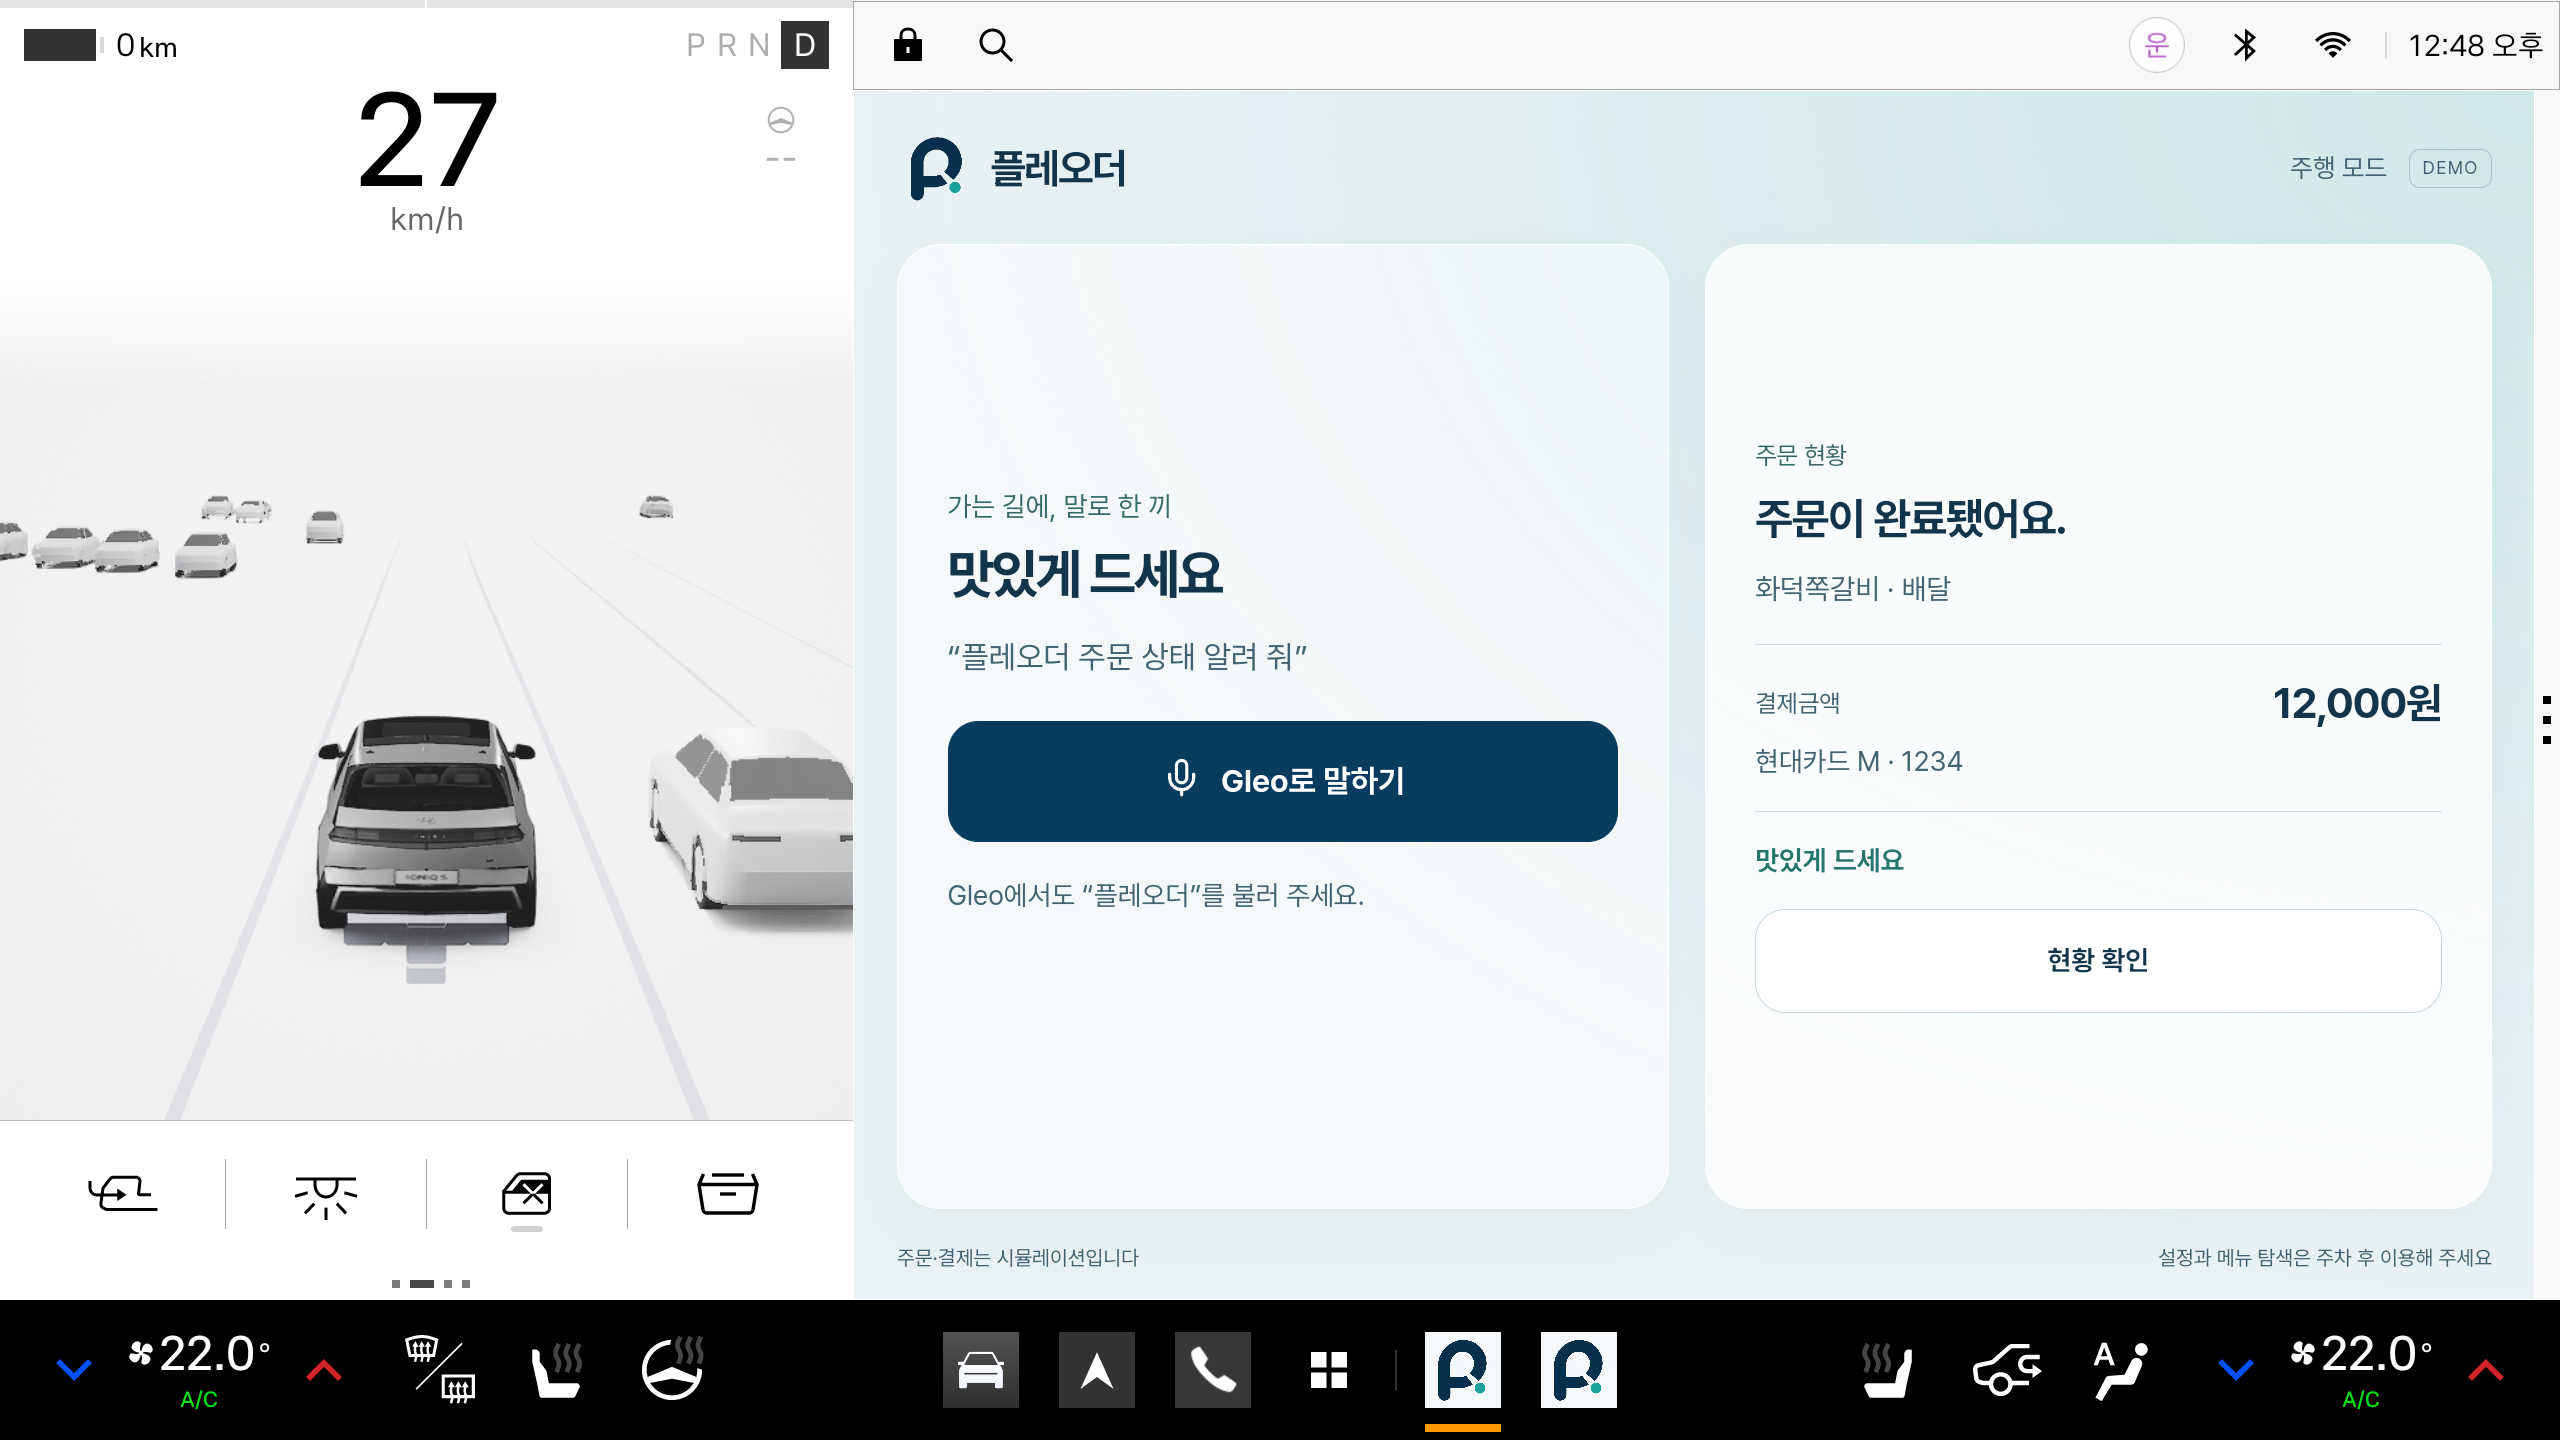 0 km
P R N D
27
km/h
--
운
12:48 오후
플레오더
주행 모드
DEMO
가는 길에, 말로 한 끼
맛있게 드세요
“플레오더 주문 상태 알려 줘”
Gleo로 말하기
Gleo에서도 “플레오더”를 불러 주세요.
주문 현황
주문이 완료됐어요.
화덕쪽갈비 · 배달
결제금액
12,000원
현대카드 M · 1234
맛있게 드세요
현황 확인
주문·결제는 시뮬레이션입니다
설정과 메뉴 탐색은 주차 후 이용해 주세요
IONIQ 5
22.0°
A/C
A
22.0°
A/C